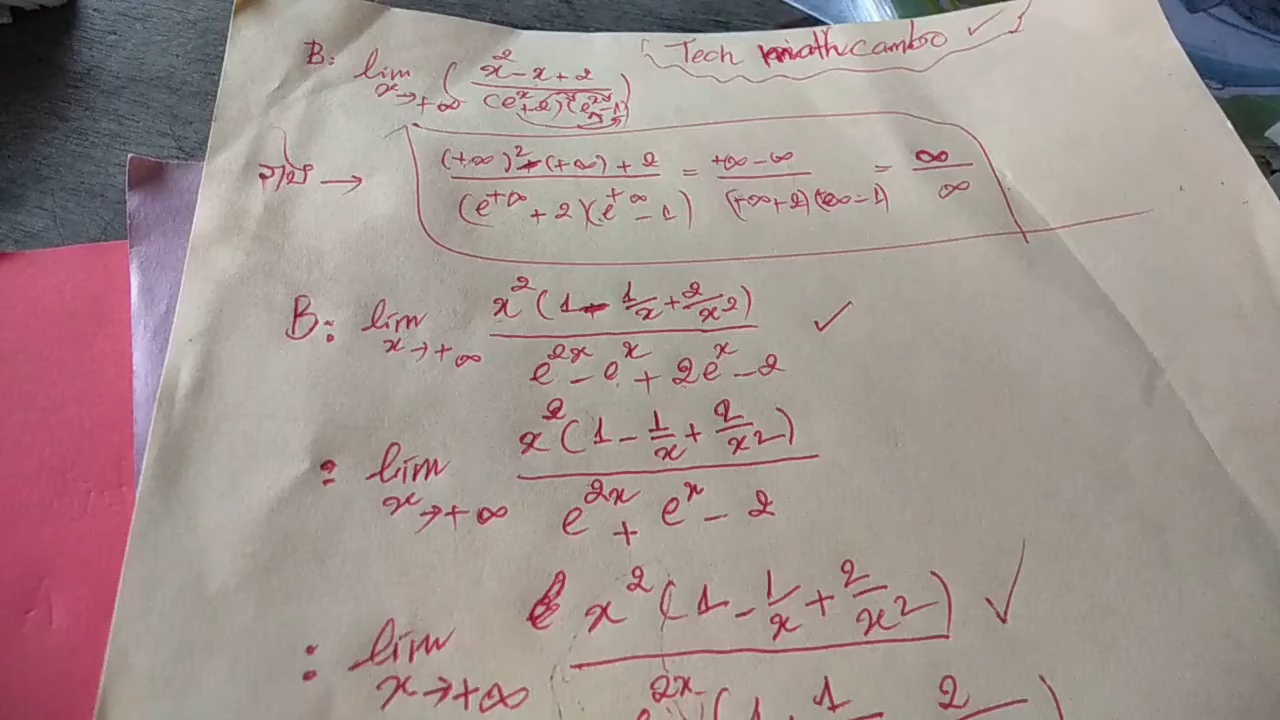 Tech math cambo ✓
B: lim x→+∞ ( (x² - x + 2) / ((eˣ + 2)(eˣ - 1)) )
→ ((+∞)² - (+∞) + 2) / ((e^+∞ + 2)(e^+∞ - 1)) = (+∞ - ∞) / ((+∞ + 2)(+∞ - 1)) = ∞/∞
B: lim x→+∞ x²(1 - 1/x + 2/x²) / (e²ˣ - eˣ + 2eˣ - 2) ✓
: lim x→+∞ x²(1 - 1/x + 2/x²) / (e²ˣ + eˣ - 2)
: lim x→+∞ x²(1 - 1/x + 2/x²) ✓